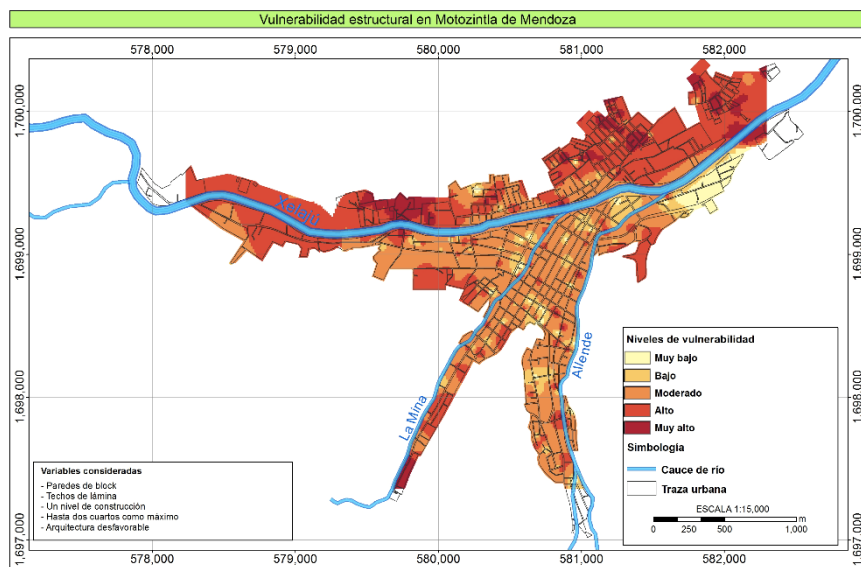 Vulnerabilidad estructural en Motozintla de Mendoza
578,000
579,000
580,000
581,000
582,000
1,700,000
1,700,000
1,699,000
1,699,000
1,698,000
1,698,000
1,697,000
1,697,000
Xelajú
La Mina
Allende
Variables consideradas
- Paredes de block
- Techos de lámina
- Un nivel de construcción
- Hasta dos cuartos como máximo
- Arquitectura desfavorable
Niveles de vulnerabilidad
Muy bajo
Bajo
Moderado
Alto
Muy alto
Simbología
Cauce de río
Traza urbana
ESCALA 1:15,000
0 250 500 1,000
m
578,000
579,000
580,000
581,000
582,000